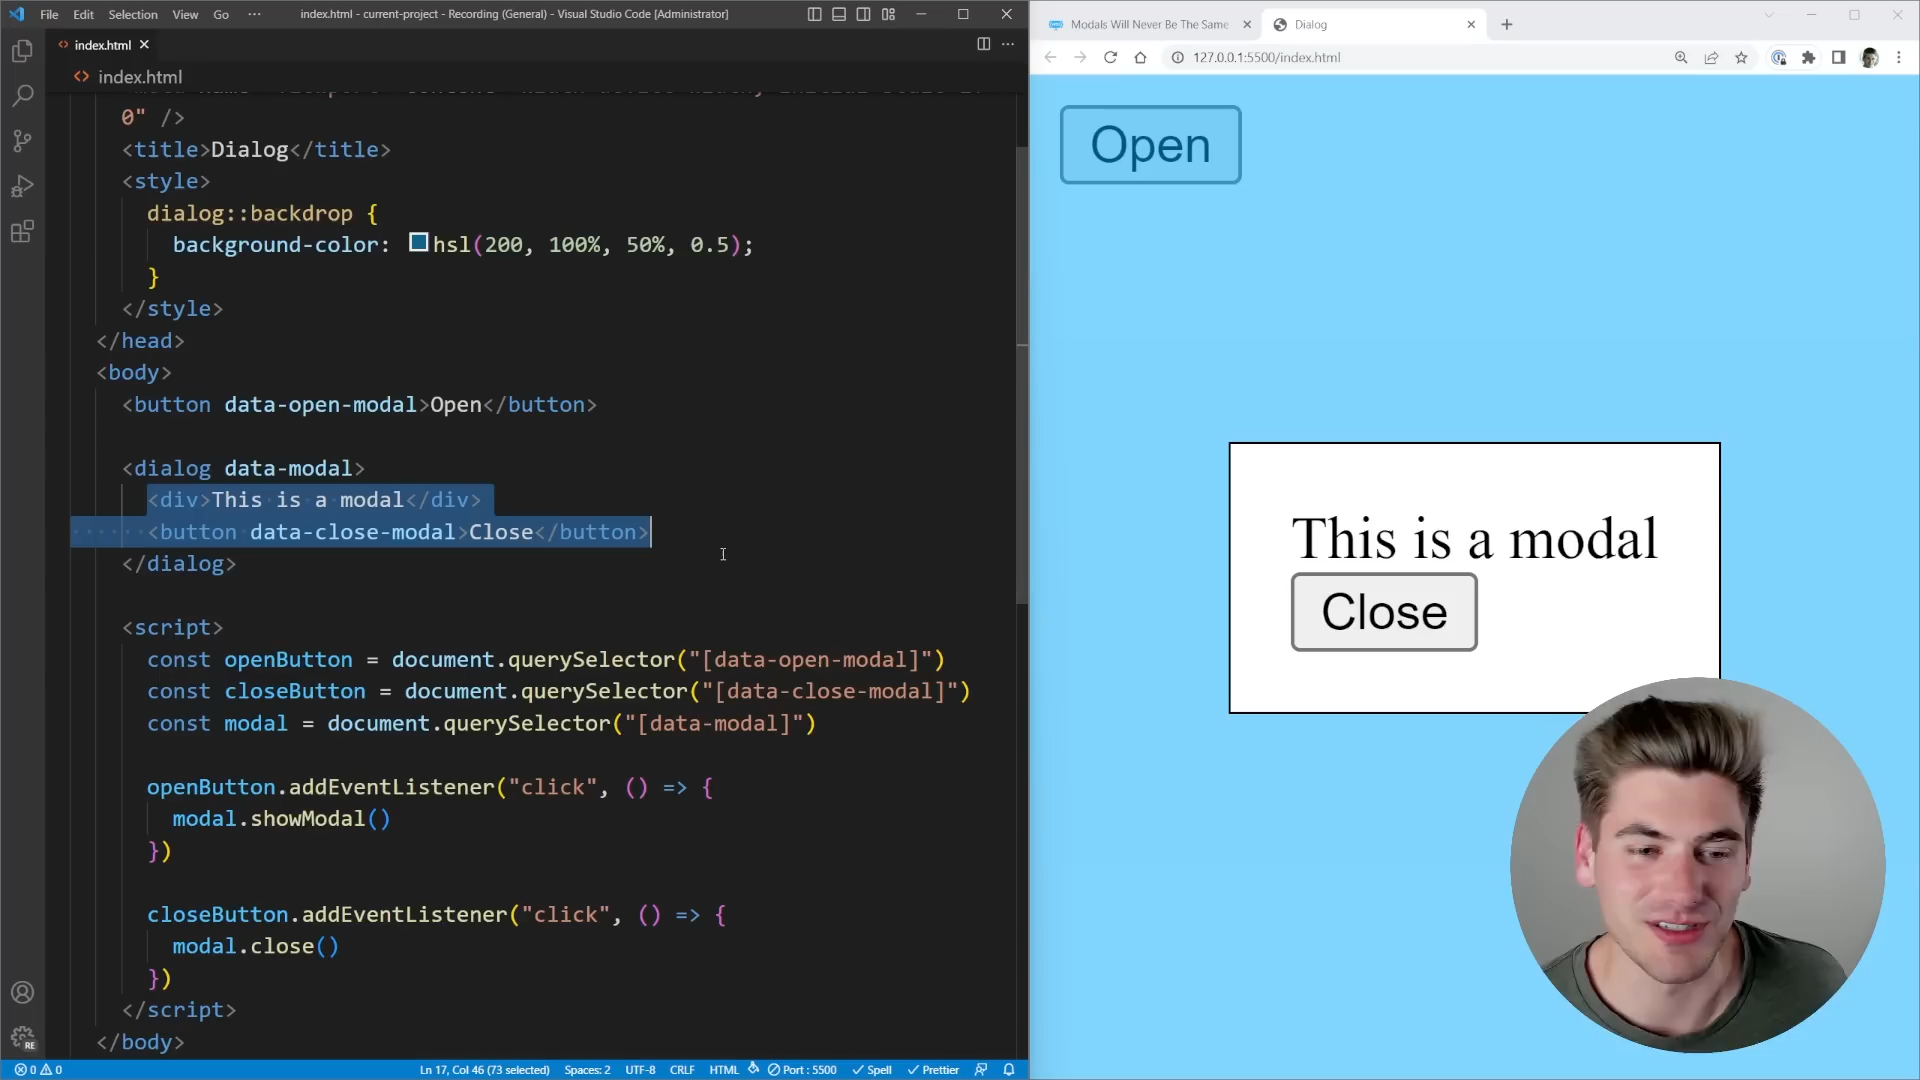 File Edit Selection View Go ··· index.html - current-project - Recording (General) - Visual Studio Code [Administrator]
index.html
index.html
0" />
<title>Dialog</title>
<style>
dialog::backdrop {
background-color: hsl(200, 100%, 50%, 0.5);
}
</style>
</head>
<body>
<button data-open-modal>Open</button>
<dialog data-modal>
<div>This is a modal</div>
<button data-close-modal>Close</button>
</dialog>
<script>
const openButton = document.querySelector("[data-open-modal]")
const closeButton = document.querySelector("[data-close-modal]")
const modal = document.querySelector("[data-modal]")
openButton.addEventListener("click", () => {
modal.showModal()
})
closeButton.addEventListener("click", () => {
modal.close()
})
</script>
</body>
RE
0 0 Ln 17, Col 46 (73 selected) Spaces: 2 UTF-8 CRLF HTML Port : 5500 Spell Prettier
Modals Will Never Be The Same Dialog
127.0.0.1:5500/index.html
Open
This is a modal
Close